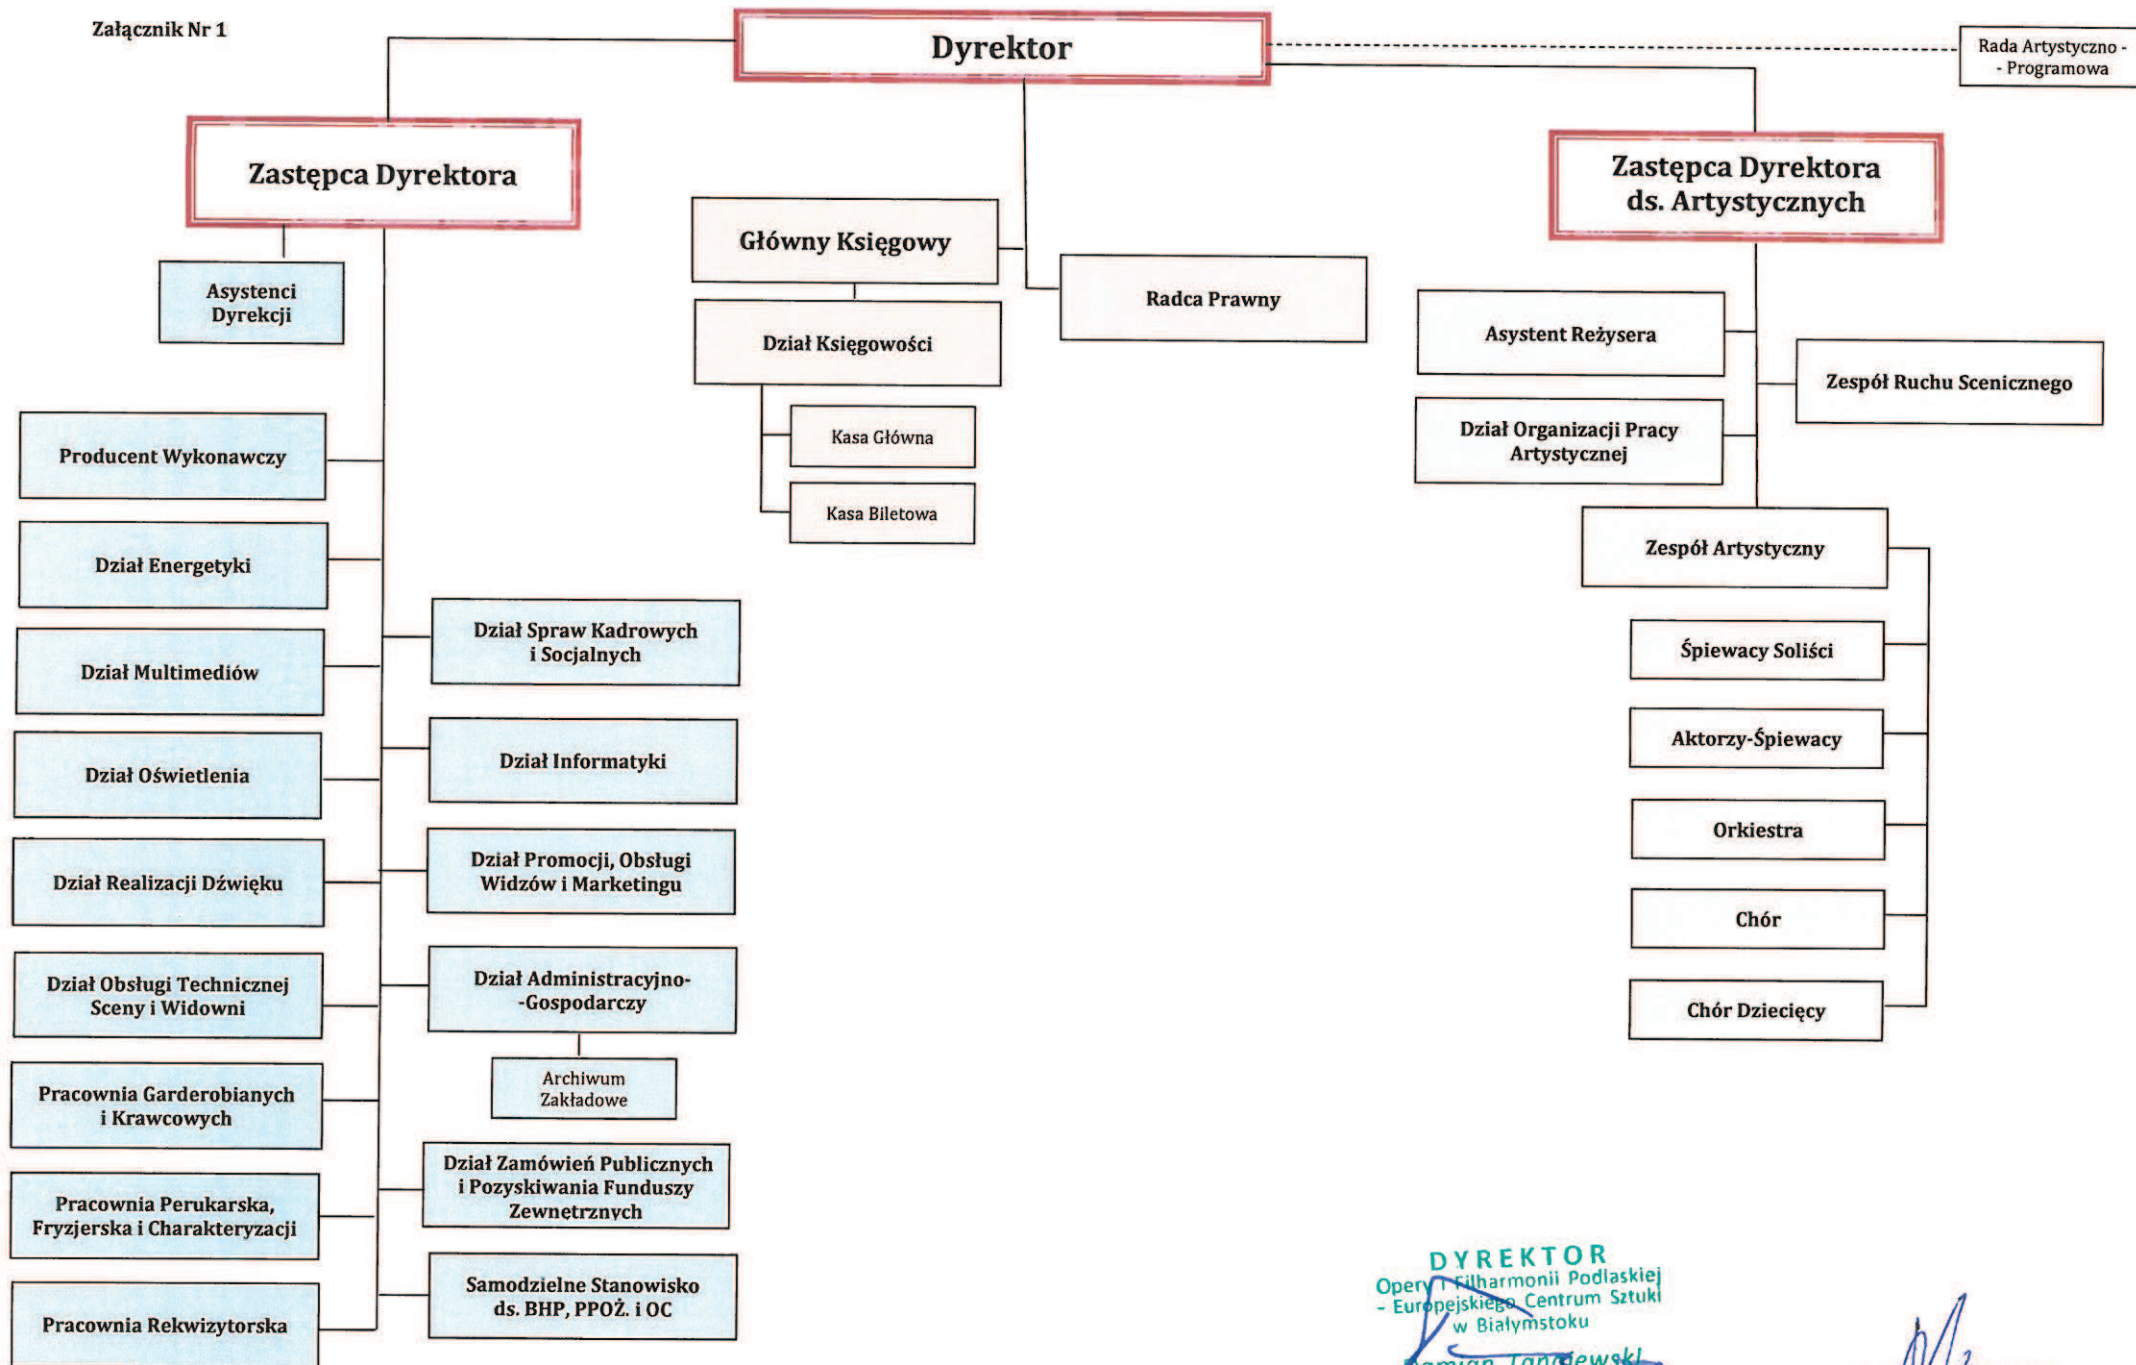 Załącznik Nr 1
Dyrektor
Rada Artystyczno -
- Programowa
Zastępca Dyrektora
Zastępca Dyrektora
ds. Artystycznych
Asystenci
Dyrekcji
Główny Księgowy
Radca Prawny
Dział Księgowości
Kasa Główna
Kasa Biletowa
Asystent Reżysera
Zespół Ruchu Scenicznego
Dział Organizacji Pracy
Artystycznej
Zespół Artystyczny
Śpiewacy Soliści
Aktorzy-Śpiewacy
Orkiestra
Chór
Chór Dziecięcy
Producent Wykonawczy
Dział Energetyki
Dział Multimediów
Dział Oświetlenia
Dział Realizacji Dźwięku
Dział Obsługi Technicznej
Sceny i Widowni
Pracownia Garderobianych
i Krawcowych
Pracownia Perukarska,
Fryzjerska i Charakteryzacji
Pracownia Rekwizytorska
Dział Spraw Kadrowych
i Socjalnych
Dział Informatyki
Dział Promocji, Obsługi
Widzów i Marketingu
Dział Administracyjno-
-Gospodarczy
Archiwum
Zakładowe
Dział Zamówień Publicznych
i Pozyskiwania Funduszy
Zewnętrznych
Samodzielne Stanowisko
ds. BHP, PPOŻ. i OC
DYREKTOR
Opery i Filharmonii Podlaskiej
- Europejskiego Centrum Sztuki
w Białymstoku
Damian Tanajewski